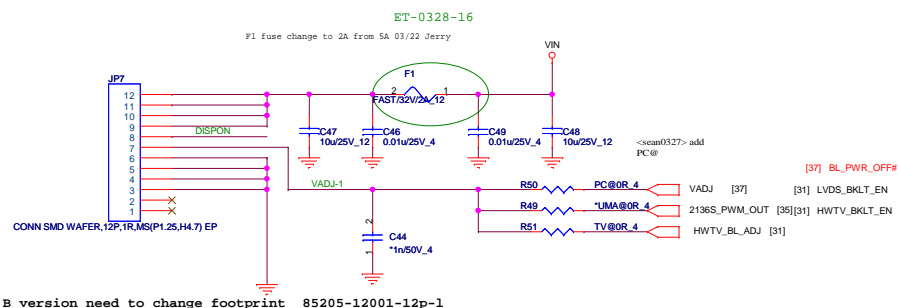 ET-0328-16
F1 fuse change to 2A from 5A 03/22 Jerry
VIN
JP7
F1
2 1
FAST/32V/2A_12
12
11
10
9
8
7
6
5
4
3
2
1
DISPON
C47
10u/25V_12
C46
0.01u/25V_4
C49
0.01u/25V_4
C48
10u/25V_12
<sean0327> add
PC@
[37] BL_PWR_OFF#
VADJ-1
R50 PC@0R_4 VADJ [37] [31] LVDS_BKLT_EN
R49 *UMA@0R_4 2136S_PWM_OUT [35] [31] HWTV_BKLT_EN
R51 TV@0R_4 HWTV_BL_ADJ [31]
CONN SMD WAFER,12P,1R,MS(P1.25,H4.7) EP
2
C44
*1n/50V_4
1
B version need to change footprint 85205-12001-12p-l